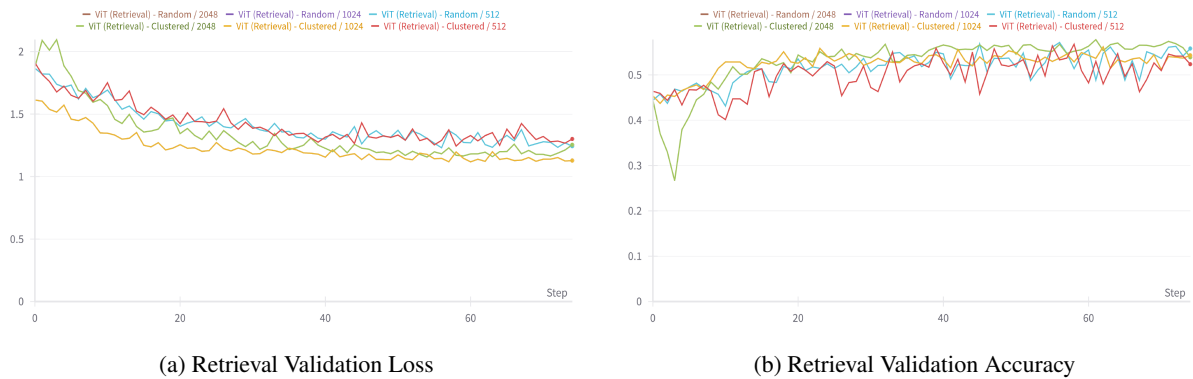 ViT (Retrieval) - Random / 2048 ViT (Retrieval) - Random / 1024 ViT (Retrieval) - Random / 512
ViT (Retrieval) - Clustered / 2048 ViT (Retrieval) - Clustered / 1024 ViT (Retrieval) - Clustered / 512
2
1.5
1
0.5
0
0 20 40 60
Step
(a) Retrieval Validation Loss
ViT (Retrieval) - Random / 2048 ViT (Retrieval) - Random / 1024 ViT (Retrieval) - Random / 512
ViT (Retrieval) - Clustered / 2048 ViT (Retrieval) - Clustered / 1024 ViT (Retrieval) - Clustered / 512
0.5
0.4
0.3
0.2
0.1
0
0 20 40 60
Step
(b) Retrieval Validation Accuracy